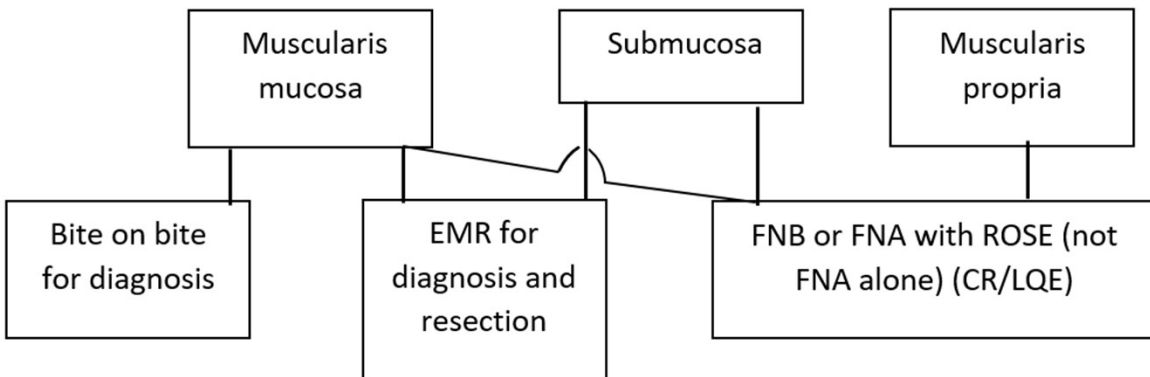 Muscularis
mucosa
Submucosa
Muscularis
propria
Bite on bite
for diagnosis
EMR for
diagnosis and
resection
FNB or FNA with ROSE (not
FNA alone) (CR/LQE)